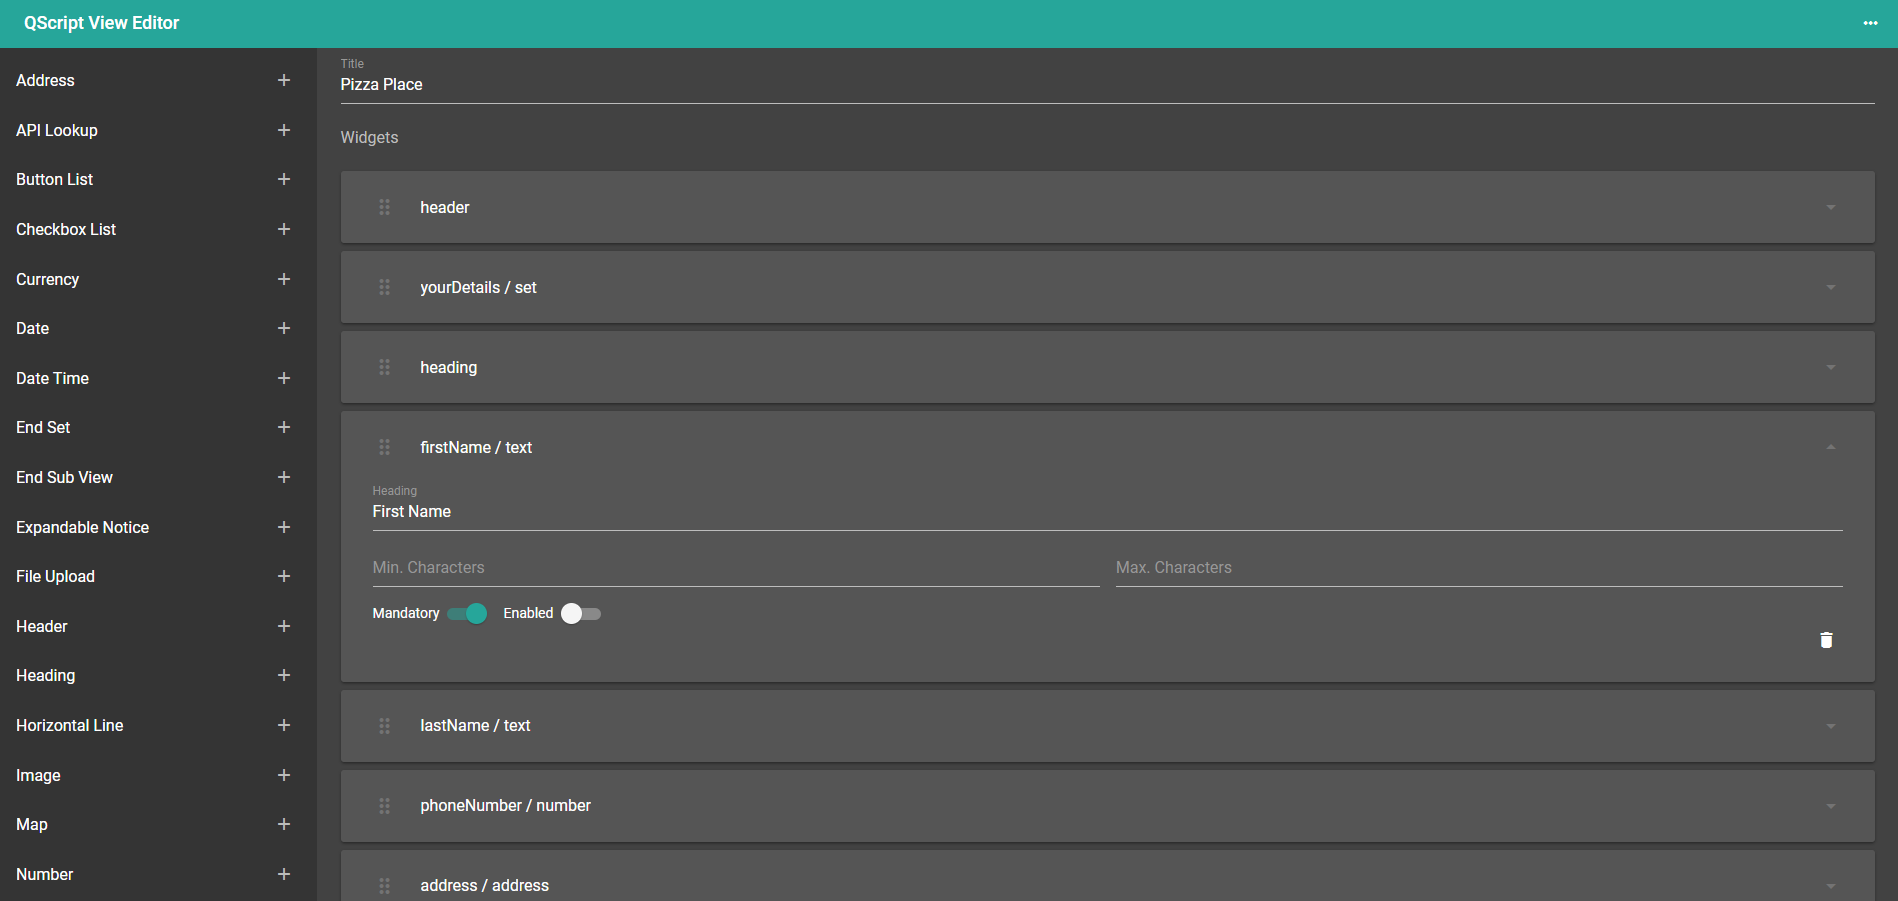 QScript View Editor
Address
API Lookup
Button List
Checkbox List
Currency
Date
Date Time
End Set
End Sub View
Expandable Notice
File Upload
Header
Heading
Horizontal Line
Image
Map
Number
Title
Pizza Place
Widgets
header
yourDetails / set
heading
firstName / text
Heading
First Name
Min. Characters Max. Characters
Mandatory Enabled
lastName / text
phoneNumber / number
address / address